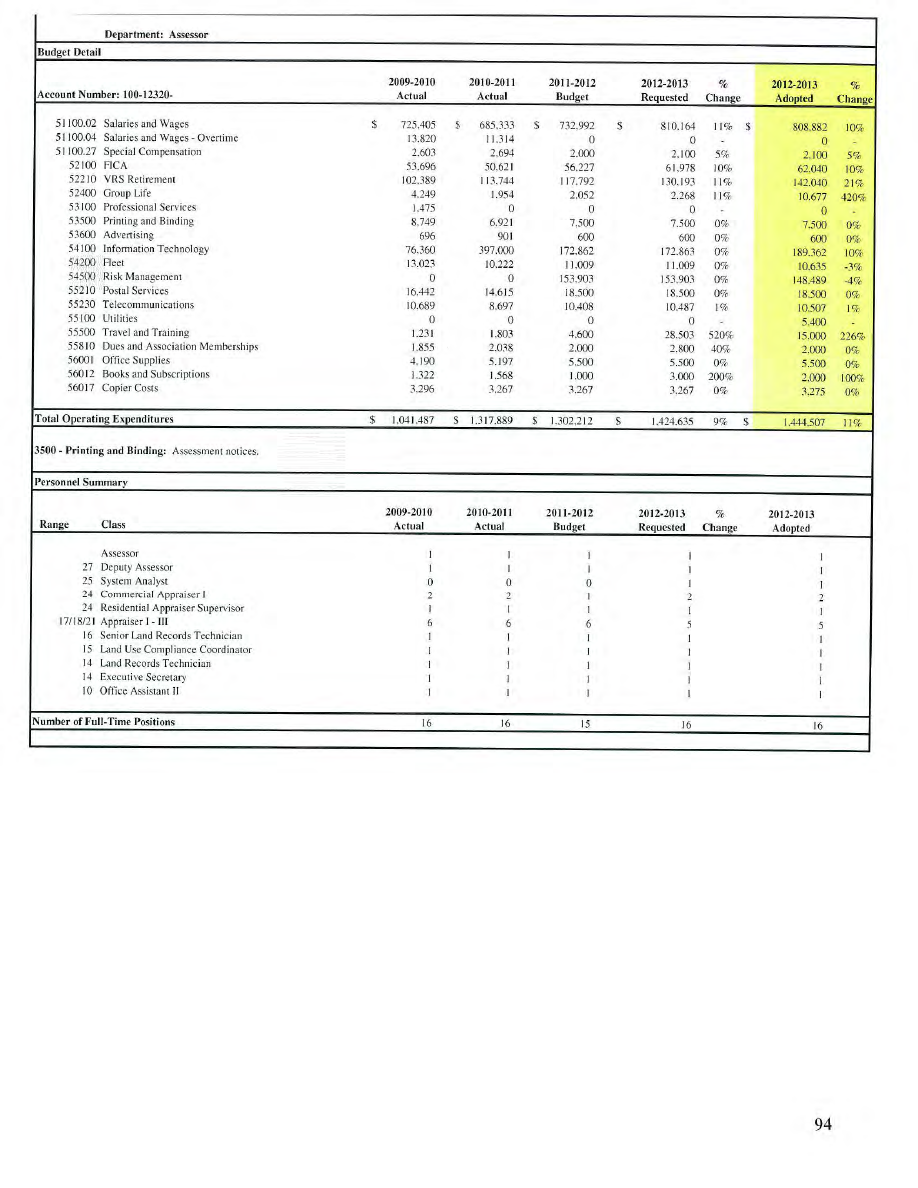 Department: Assessor
Budget Detail
2009-2010 2010-2011 2011-2012 2012-2013 % 2012-2013 %
Account Number: 100-12320- Actual Actual Budget Requested Change Adopted Change
51100.02 Salaries and Wages $ 725,405 $ 685,333 $ 732,992 $ 810,164 11% $ 808,882 10%
51100.04 Salaries and Wages - Overtime 13,820 11,314 0 0 - 0 -
51100.27 Special Compensation 2,603 2,694 2,000 2,100 5% 2,100 5%
52100 FICA 53,696 50,621 56,227 61,978 10% 62,040 10%
52210 VRS Retirement 102,389 113,744 117,792 130,193 11% 142,040 21%
52400 Group Life 4,249 1,954 2,052 2,268 11% 10,677 420%
53100 Professional Services 1,475 0 0 0 - 0 -
53500 Printing and Binding 8,749 6,921 7,500 7,500 0% 7,500 0%
53600 Advertising 696 901 600 600 0% 600 0%
54100 Information Technology 76,360 397,000 172,862 172,863 0% 189,362 10%
54200 Fleet 13,023 10,222 11,009 11,009 0% 10,635 -3%
54500 Risk Management 0 0 153,903 153,903 0% 148,489 -4%
55210 Postal Services 16,442 14,615 18,500 18,500 0% 18,500 0%
55230 Telecommunications 10,689 8,697 10,408 10,487 1% 10,507 1%
55100 Utilities 0 0 0 0 - 5,400 -
55500 Travel and Training 1,231 1,803 4,600 28,503 520% 15,000 226%
55810 Dues and Association Memberships 1,855 2,038 2,000 2,800 40% 2,000 0%
56001 Office Supplies 4,190 5,197 5,500 5,500 0% 5,500 0%
56012 Books and Subscriptions 1,322 1,568 1,000 3,000 200% 2,000 100%
56017 Copier Costs 3,296 3,267 3,267 3,267 0% 3,275 0%
Total Operating Expenditures $ 1,041,487 $ 1,317,889 $ 1,302,212 $ 1,424,635 9% $ 1,444,507 11%
3500 - Printing and Binding: Assessment notices.
Personnel Summary
2009-2010 2010-2011 2011-2012 2012-2013 % 2012-2013
Range Class Actual Actual Budget Requested Change Adopted
Assessor 1 1 1 1 1
27 Deputy Assessor 1 1 1 1 1
25 System Analyst 0 0 0 1 1
24 Commercial Appraiser I 2 2 1 2 2
24 Residential Appraiser Supervisor 1 1 1 1 1
17/18/21 Appraiser I - III 6 6 6 5 5
16 Senior Land Records Technician 1 1 1 1 1
15 Land Use Compliance Coordinator 1 1 1 1 1
14 Land Records Technician 1 1 1 1 1
14 Executive Secretary 1 1 1 1 1
10 Office Assistant II 1 1 1 1 1
Number of Full-Time Positions 16 16 15 16 16
94